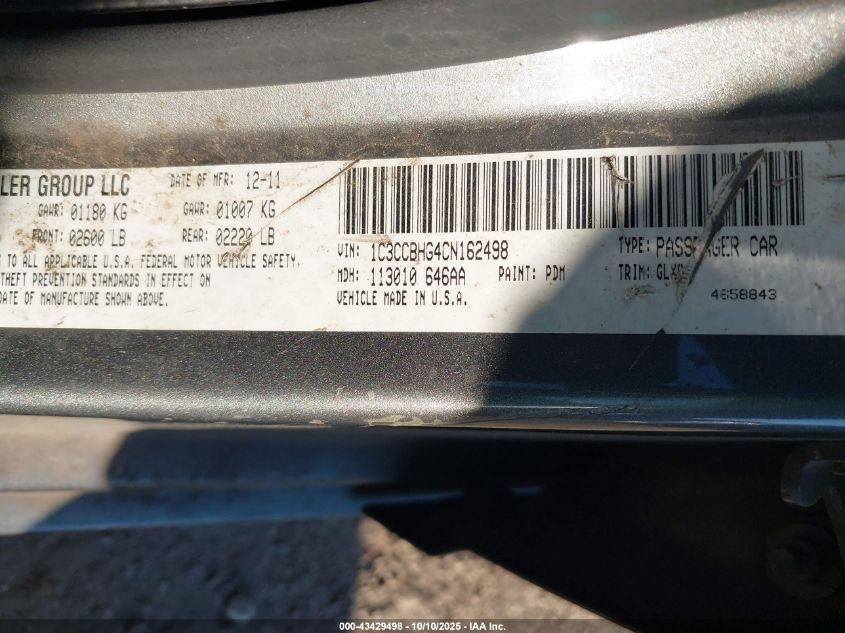 LER GROUP LLC DATE OF MFR: 12-11
GAWR: 01180 KG GAWR: 01007 KG
FRONT: 02600 LB REAR: 02220 LB
TO ALL APPLICABLE U.S.A. FEDERAL MOTOR VEHICLE SAFETY,
THEFT PREVENTION STANDARDS IN EFFECT ON
DATE OF MANUFACTURE SHOWN ABOVE.
VIN: 1C3CCBHG4CN162498 TYPE: PASSENGER CAR
MDH: 113010 646AA PAINT: PDM TRIM:
VEHICLE MADE IN U.S.A. 4658843
000-43429498 - 10/10/2025 - IAA Inc.